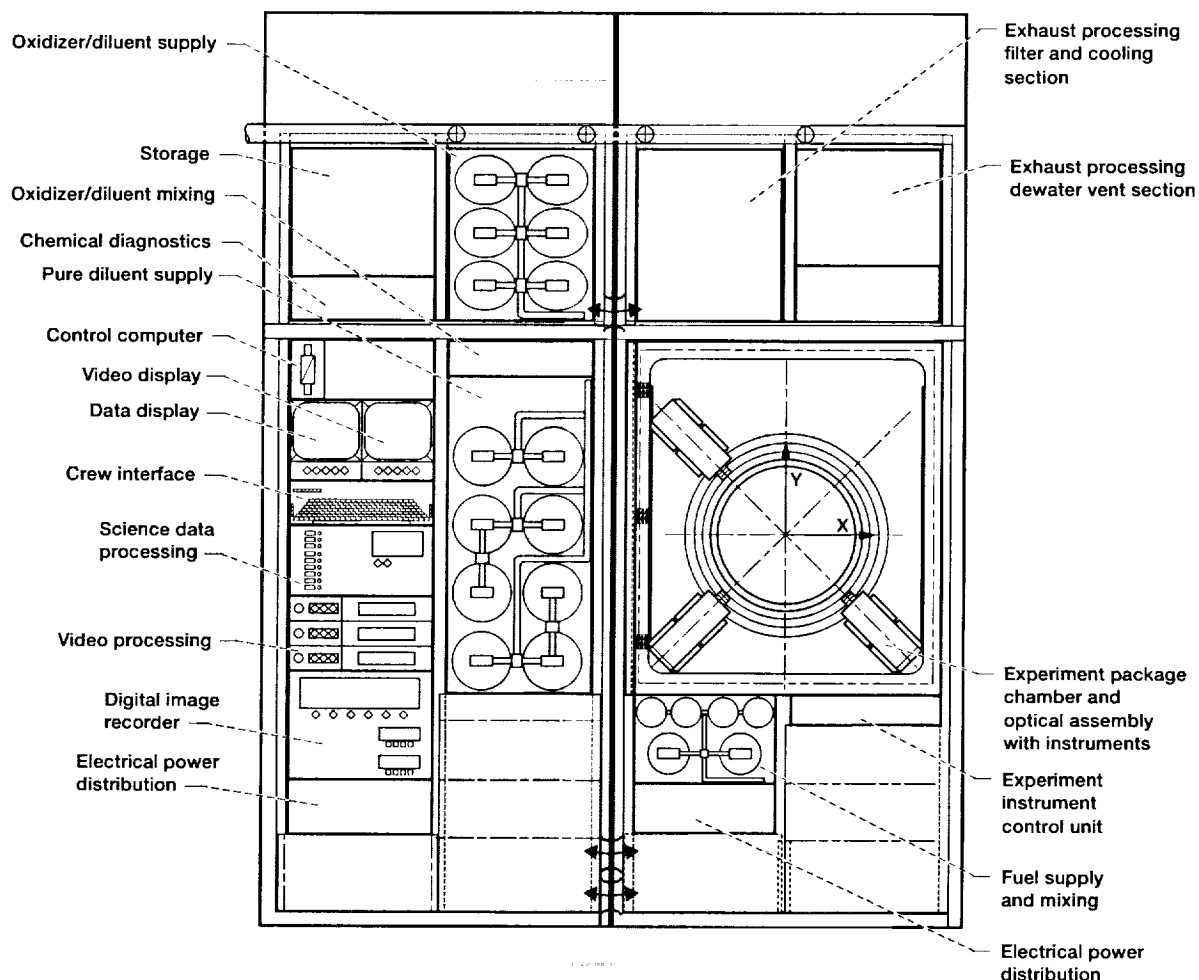 Oxidizer/diluent supply
Storage
Oxidizer/diluent mixing
Chemical diagnostics
Pure diluent supply
Control computer
Video display
Data display
Crew interface
Science data
processing
Video processing
Digital image
recorder
Electrical power
distribution
Y
X
Exhaust processing
filter and cooling
section
Exhaust processing
dewater vent section
Experiment package
chamber and
optical assembly
with instruments
Experiment
instrument
control unit
Fuel supply
and mixing
Electrical power
distribution